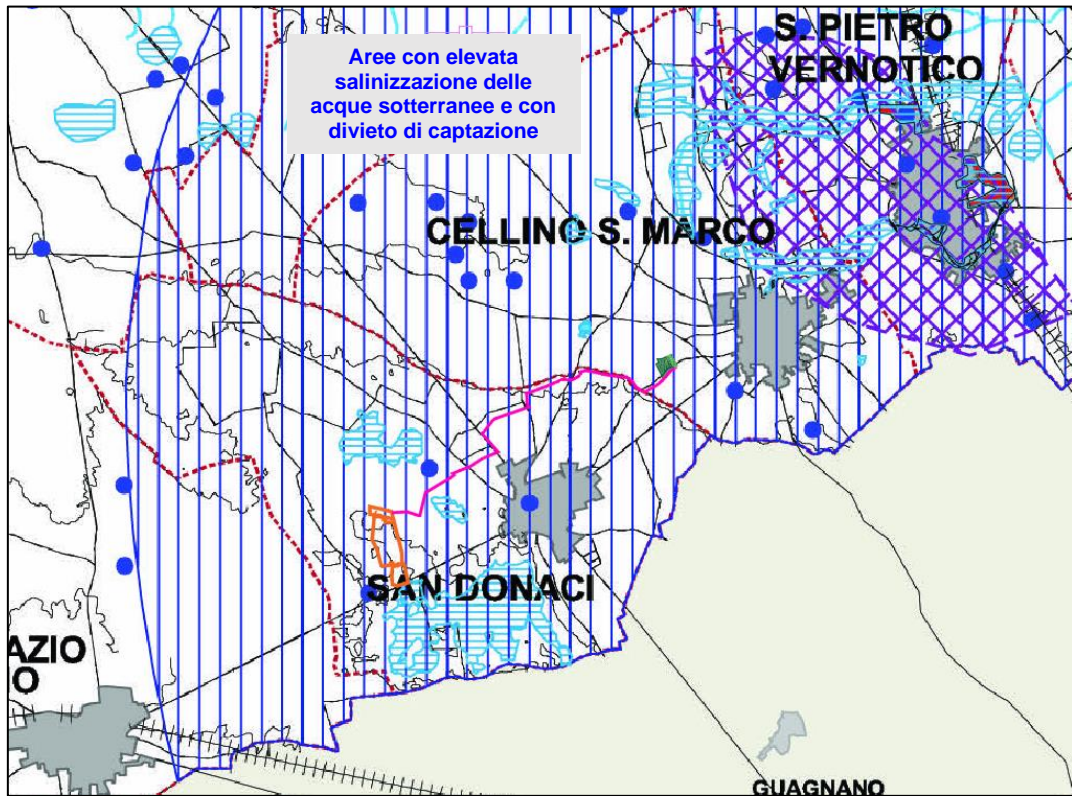 Aree con elevata
salinizzazione delle
acque sotterranee e con
divieto di captazione
S. PIETRO
VERNOTICO
CELLINO S. MARCO
SAN DONACI
AZIO
O
GUAGNANO